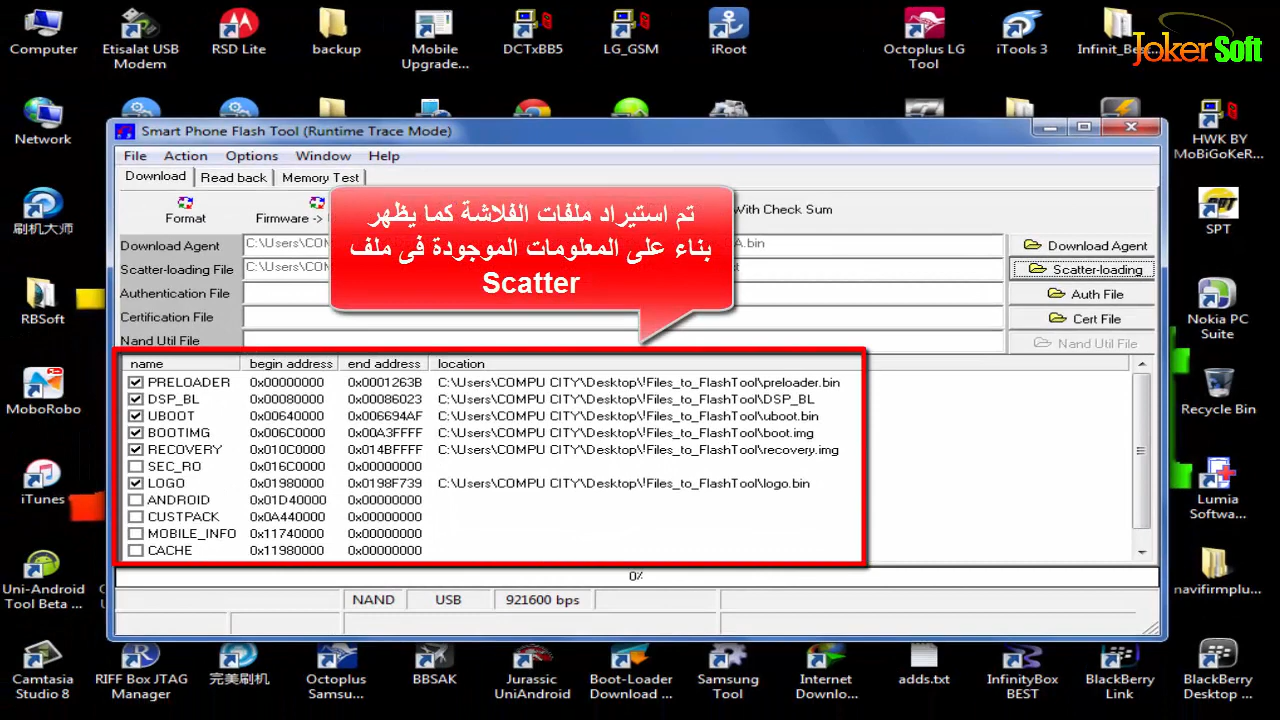 Computer
Etisalat USB
Modem
RSD Lite
backup
Mobile
Upgrade...
DCTxBB5
LG_GSM
iRoot
Octoplus LG
Tool
iTools 3
JokerSoft
Network
HWK BY
MoBiGoKeR...
Smart Phone Flash Tool (Runtime Trace Mode)
File Action Options Window Help
Download Read back Memory Test
Format
Firmware ->
With Check Sum
تم استيراد ملفات الفلاشة كما يظهر
بناء على المعلومات الموجودة فى ملف
Scatter
Download Agent
Download Agent
Scatter-loading File
Scatter-loading
Authentication File
Auth File
Certification File
Cert File
Nand Util File
Nand Util File
name begin address end address location
PRELOADER 0x00000000 0x0001263B C:\Users\COMPU CITY\Desktop\!Files_to_FlashTool\preloader.bin
DSP_BL 0x00080000 0x00086023 C:\Users\COMPU CITY\Desktop\!Files_to_FlashTool\DSP_BL
UBOOT 0x00640000 0x006694AF C:\Users\COMPU CITY\Desktop\!Files_to_FlashTool\uboot.bin
BOOTIMG 0x006C0000 0x00A3FFFF C:\Users\COMPU CITY\Desktop\!Files_to_FlashTool\boot.img
RECOVERY 0x010C0000 0x014BFFFF C:\Users\COMPU CITY\Desktop\!Files_to_FlashTool\recovery.img
SEC_RO 0x016C0000 0x00000000
LOGO 0x01980000 0x0198F739 C:\Users\COMPU CITY\Desktop\!Files_to_FlashTool\logo.bin
ANDROID 0x01D40000 0x00000000
CUSTPACK 0x0A440000 0x00000000
MOBILE_INFO 0x11740000 0x00000000
CACHE 0x11980000 0x00000000
0%
NAND USB 921600 bps
刷机大师
SPT
RBSoft
Nokia PC
Suite
MoboRobo
Recycle Bin
iTunes
Lumia
Softwa...
Uni-Android
Tool Beta ...
navifirmplu...
Camtasia
Studio 8
RIFF Box JTAG
Manager
完美刷机
Octoplus
Samsu...
BBSAK
Jurassic
UniAndroid
Boot-Loader
Download ...
Samsung
Tool
Internet
Downlo...
adds.txt
InfinityBox
BEST
BlackBerry
Link
BlackBerry
Desktop ...